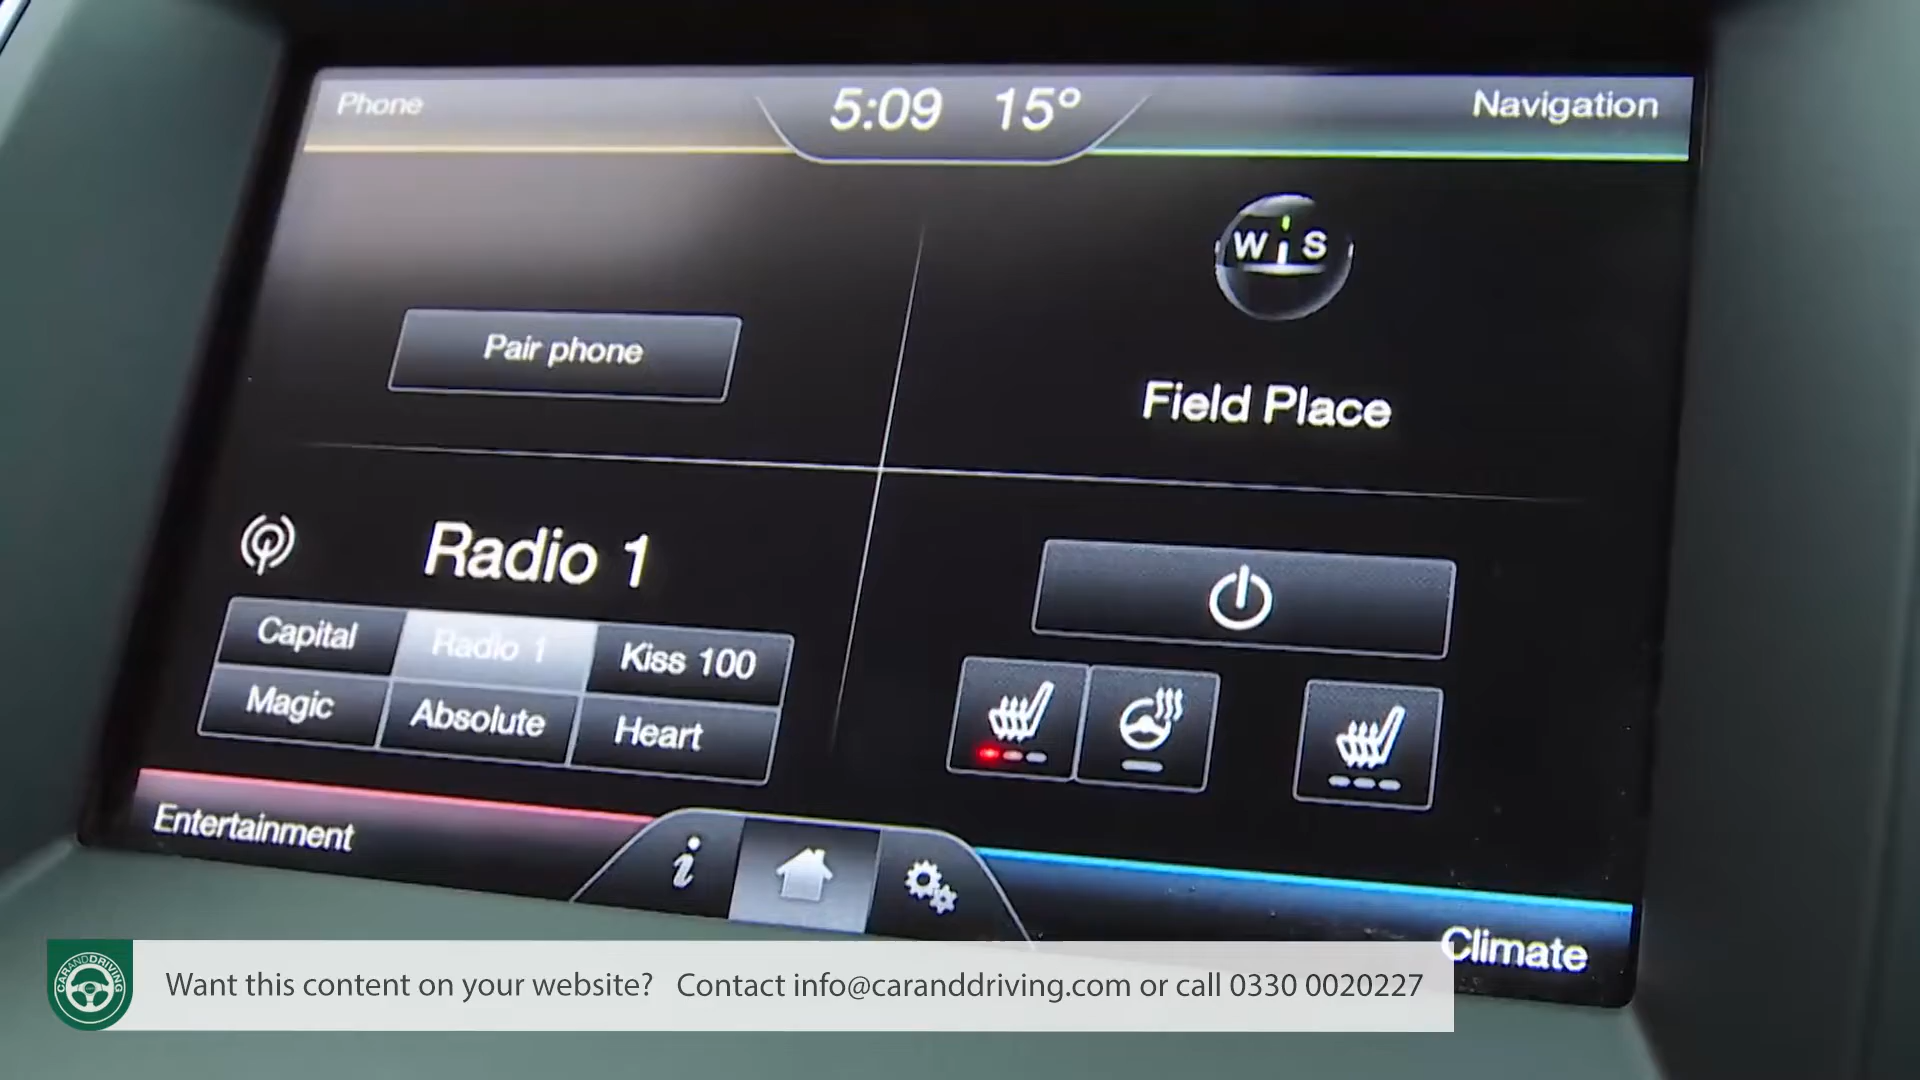 Phone
5:09 15°
Navigation
W S
Pair phone
Field Place
Radio 1
Capital Radio 1 Kiss 100
Magic Absolute Heart
Entertainment
i
Climate
CARANDDRIVING
Want this content on your website? Contact info@caranddriving.com or call 0330 0020227